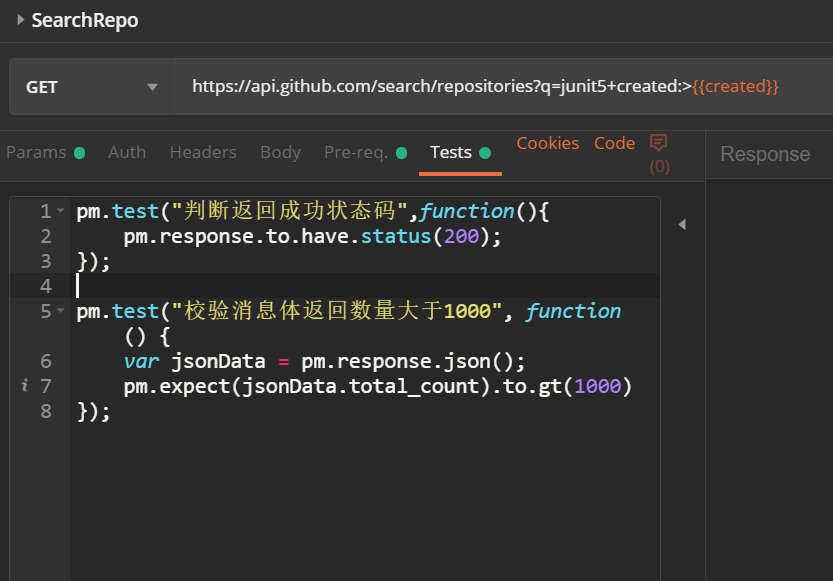 SearchRepo
GET
https://api.github.com/search/repositories?q=junit5+created:>{{created}}
Params Auth Headers Body Pre-req. Tests Cookies Code (0)
Response
1 pm.test("判断返回成功状态码",function(){
2 pm.response.to.have.status(200);
3 });
4
5 pm.test("校验消息体返回数量大于1000", function
() {
6 var jsonData = pm.response.json();
i 7 pm.expect(jsonData.total_count).to.gt(1000)
8 });